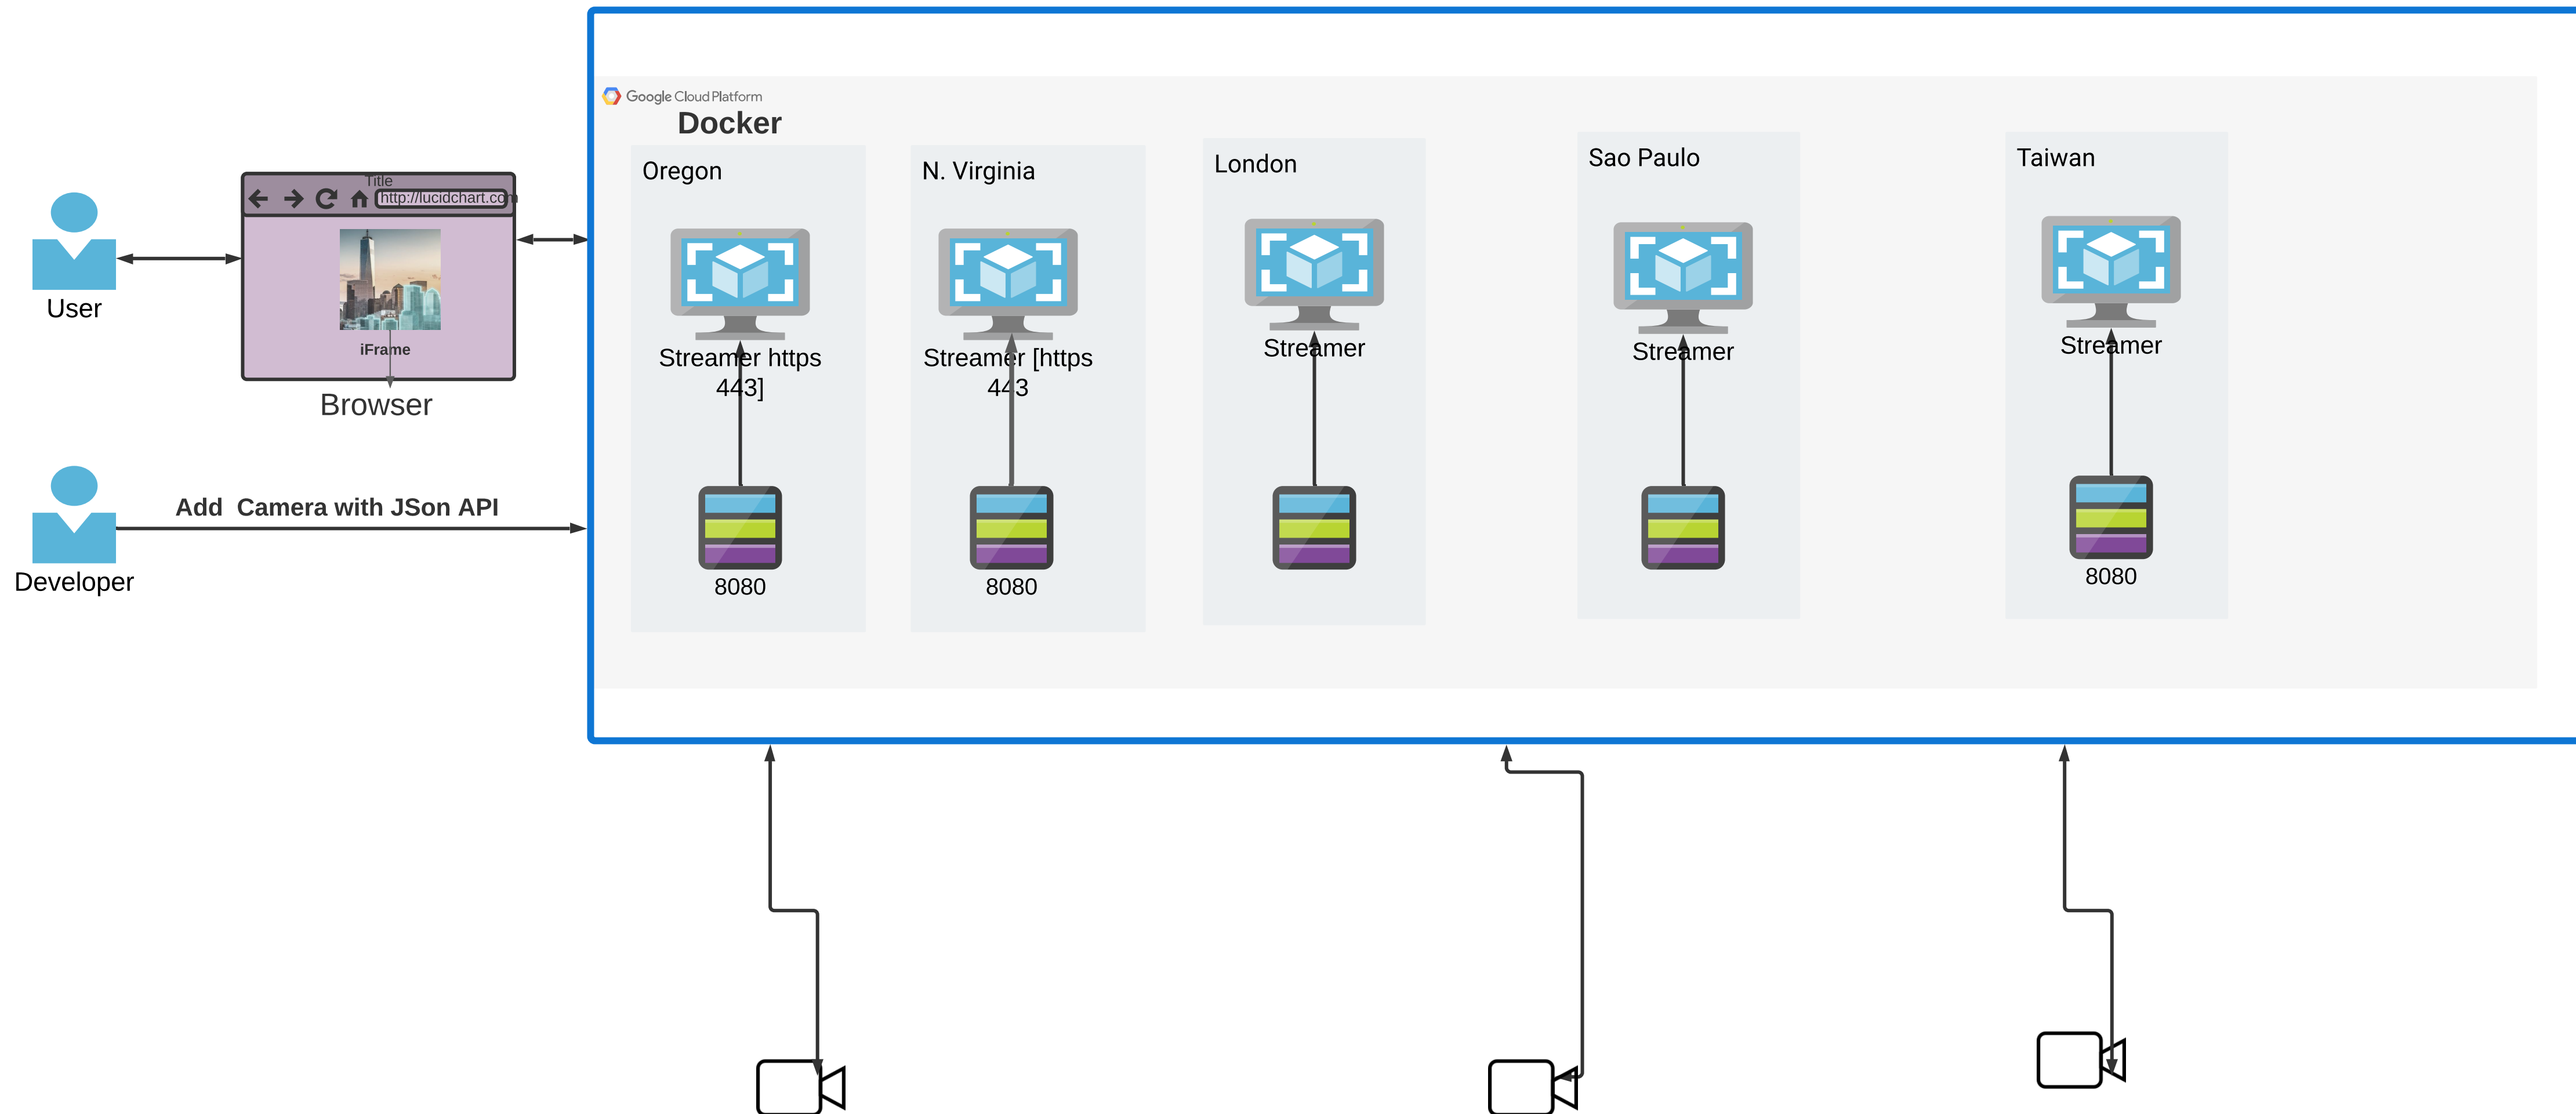 Google Cloud Platform
Docker
Oregon
N. Virginia
London
Sao Paulo
Taiwan
Title
http://lucidchart.com
User
iFrame
Browser
Streamer https
443]
Streamer [https
443
Streamer
Streamer
Streamer
Add  Camera with JSon API
Developer
8080
8080
8080